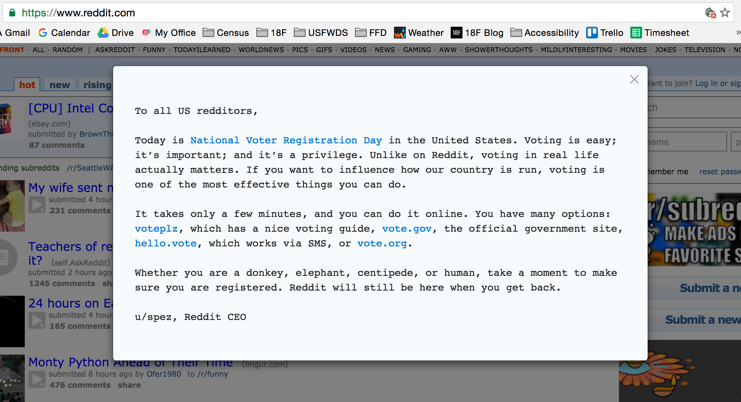 https://www.reddit.com
Gmail Calendar Drive My Office Census 18F USFWDS FFD Weather 18F Blog Accessibility Trello Timesheet »
FRONT - ALL - RANDOM | ASKREDDIT - FUNNY - TODAYILEARNED - WORLDNEWS - PICS - GIFS - VIDEOS - NEWS - GAMING - AWW - SHOWERTHOUGHTS - MILDLYINTERESTING - MOVIES - JOKES - TELEVISION
hot new rising
Want to join? Log in or
[CPU] Intel Co
(ebay.com)
submitted by BrownTh
87 comments
/r/SeattleWA
My wife sent m
submitted 4 hour
231 comments
Teachers of re
it? (self.AskReddit)
submitted 2 hours ago
1245 comments sh
24 hours on Ea
submitted 4 hour
165 comments
Monty Python Ahead of Their Time (imgur.com)
submitted 8 hours ago by Ofer1980 to /r/funny
476 comments share
To all US redditors,
Today is National Voter Registration Day in the United States. Voting is easy;
it's important; and it's a privilege. Unlike on Reddit, voting in real life
actually matters. If you want to influence how our country is run, voting is
one of the most effective things you can do.
It takes only a few minutes, and you can do it online. You have many options:
voteplz, which has a nice voting guide, vote.gov, the official government site,
hello.vote, which works via SMS, or vote.org.
Whether you are a donkey, elephant, centipede, or human, take a moment to make
sure you are registered. Reddit will still be here when you get back.
u/spez, Reddit CEO
reset passw
r/subre
MAKE ADS
FAVORITE S
Submit a ne
Submit a new